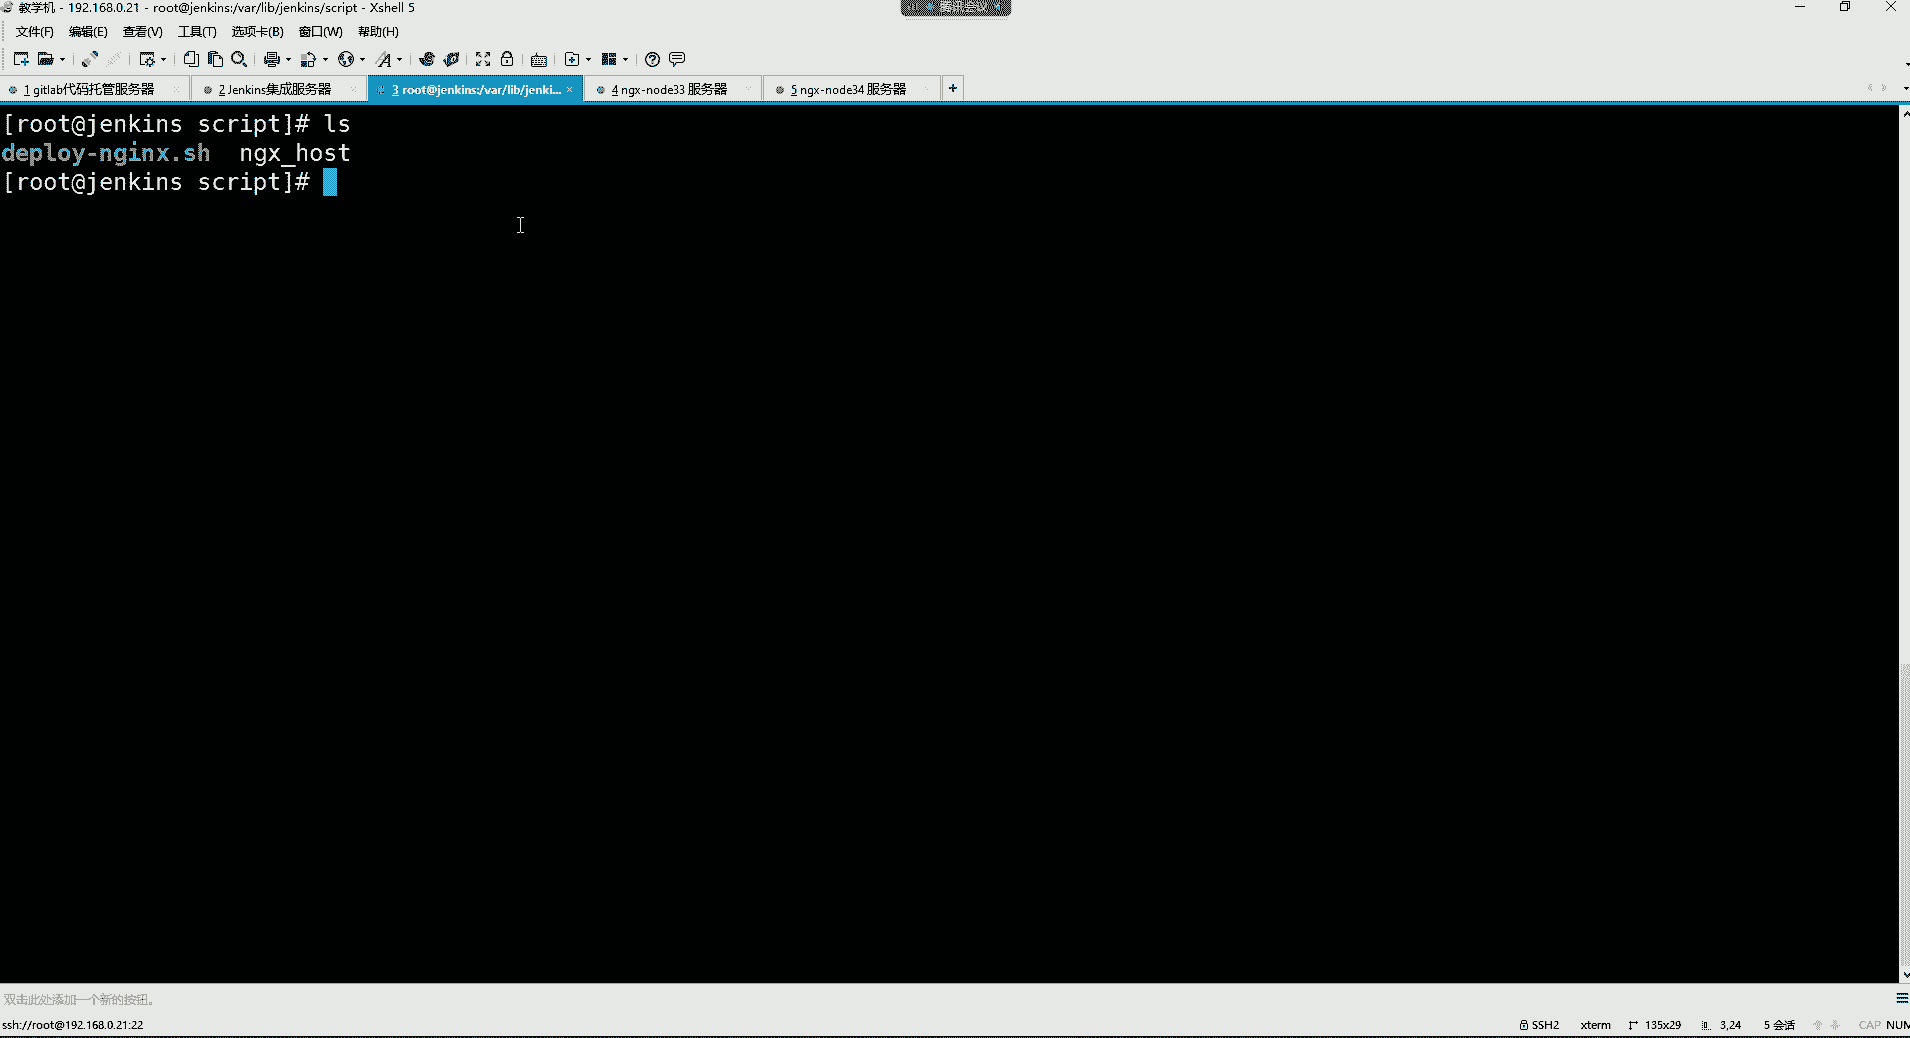 教学机 - 192.168.0.21 - root@jenkins:/var/lib/jenkins/script - Xshell 5
腾讯会议
文件(F) 编辑(E) 查看(V) 工具(T) 选项卡(B) 窗口(W) 帮助(H)
1 gitlab代码托管服务器 2 Jenkins集成服务器 3 root@jenkins:/var/lib/jenki... 4 ngx-node33 服务器 5 ngx-node34 服务器
[root@jenkins script]# ls
deploy-nginx.sh ngx_host
[root@jenkins script]#
双击此处添加一个新的按钮。
ssh://root@192.168.0.21:22 SSH2 xterm 135x29 3,24 5 会话 CAP NUM